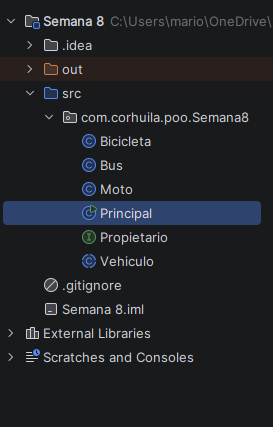 Semana 8 C:\Users\mario\OneDrive\
.idea
out
src
com.corhuila.poo.Semana8
C Bicicleta
C Bus
C Moto
C Principal
I Propietario
C Vehiculo
.gitignore
Semana 8.iml
External Libraries
Scratches and Consoles